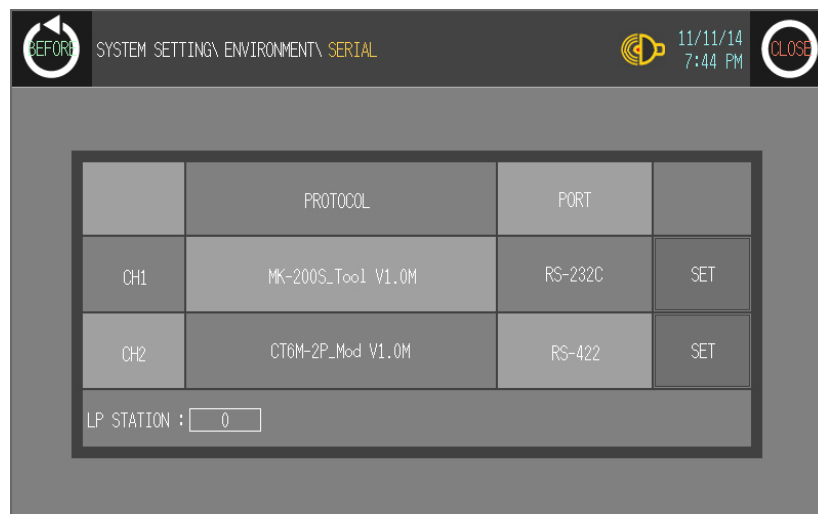 BEFORE
SYSTEM SETTING\ ENVIRONMENT\ SERIAL
11/11/14
7:44 PM
CLOSE
PROTOCOL PORT
CH1 MK-200S_Tool V1.0M RS-232C SET
CH2 CT6M-2P_Mod V1.0M RS-422 SET
LP STATION : 0